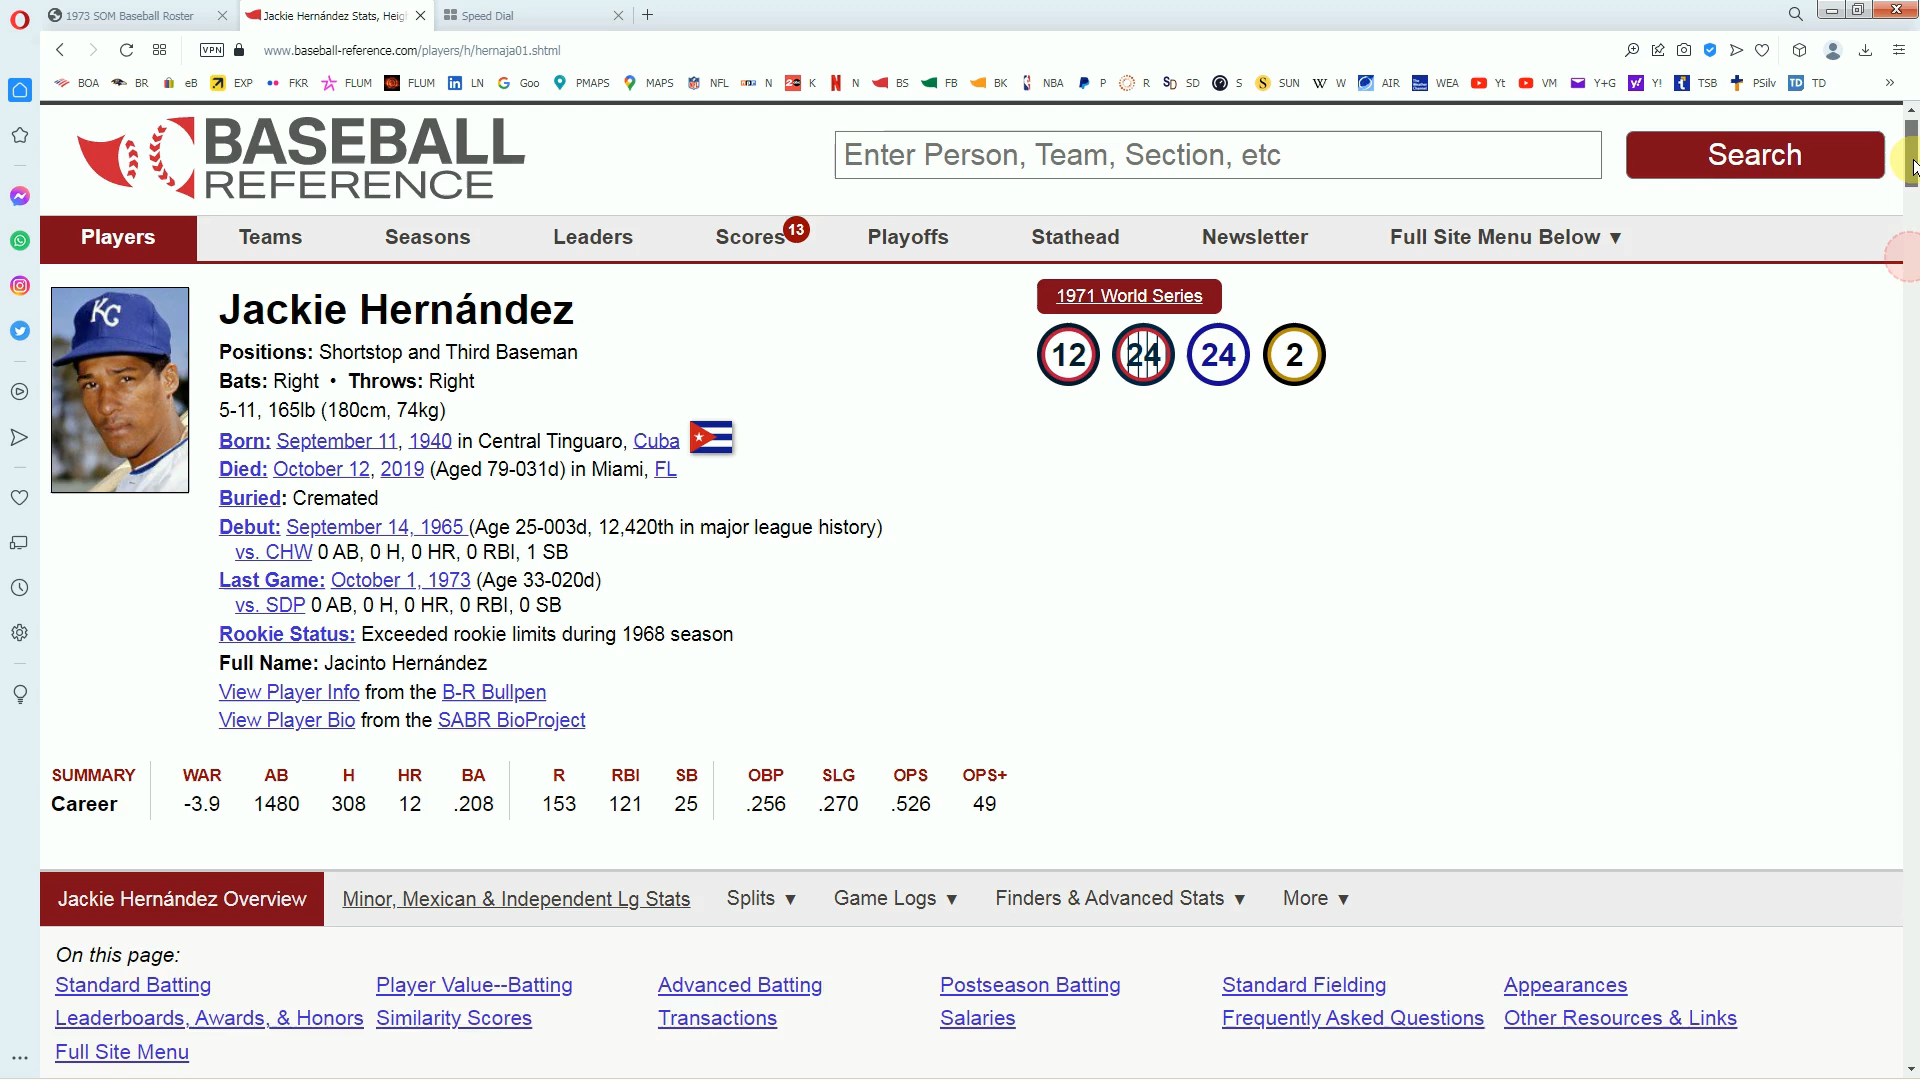 1973 SOM Baseball Roster
Jackie Hernández Stats, Heig
Speed Dial
VPN
www.baseball-reference.com/players/h/hernaja01.shtml
BOA BR eB EXP FKR FLUM FLUM LN Goo PMAPS MAPS NFL N K N BS FB BK NBA P R SD S SUN W AIR WEA Yt VM Y+G Y! TSB PSilv TD
BASEBALL
REFERENCE
Enter Person, Team, Section, etc
Search
Players Teams Seasons Leaders Scores 13 Playoffs Stathead Newsletter Full Site Menu Below ▼
KC
Jackie Hernández
1971 World Series
12 24 24 2
Positions: Shortstop and Third Baseman
Bats: Right • Throws: Right
5-11, 165lb (180cm, 74kg)
Born: September 11, 1940 in Central Tinguaro, Cuba
Died: October 12, 2019 (Aged 79-031d) in Miami, FL
Buried: Cremated
Debut: September 14, 1965 (Age 25-003d, 12,420th in major league history)
vs. CHW 0 AB, 0 H, 0 HR, 0 RBI, 1 SB
Last Game: October 1, 1973 (Age 33-020d)
vs. SDP 0 AB, 0 H, 0 HR, 0 RBI, 0 SB
Rookie Status: Exceeded rookie limits during 1968 season
Full Name: Jacinto Hernández
View Player Info from the B-R Bullpen
View Player Bio from the SABR BioProject
SUMMARY WAR AB H HR BA R RBI SB OBP SLG OPS OPS+
Career -3.9 1480 308 12 .208 153 121 25 .256 .270 .526 49
Jackie Hernández Overview Minor, Mexican & Independent Lg Stats Splits ▼ Game Logs ▼ Finders & Advanced Stats ▼ More ▼
On this page:
Standard Batting Player Value--Batting Advanced Batting Postseason Batting Standard Fielding Appearances
Leaderboards, Awards, & Honors Similarity Scores Transactions Salaries Frequently Asked Questions Other Resources & Links
Full Site Menu